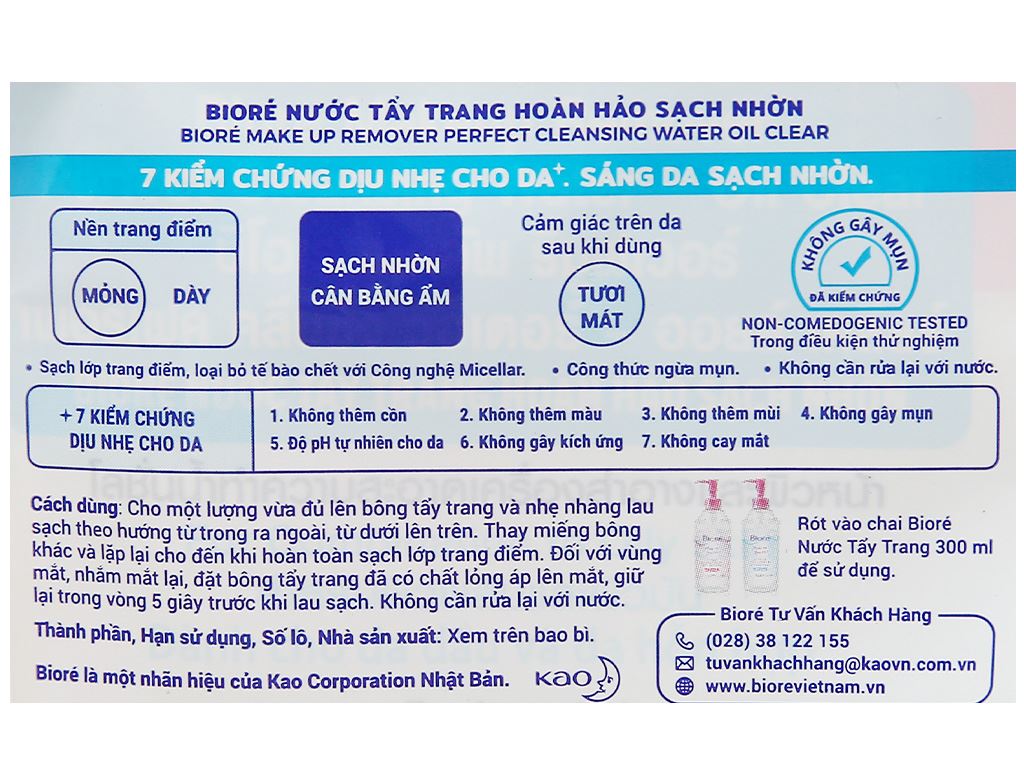 BIORÉ NƯỚC TẨY TRANG HOÀN HẢO SẠCH NHỜN
BIORÉ MAKE UP REMOVER PERFECT CLEANSING WATER OIL CLEAR
7 KIỂM CHỨNG DỊU NHẸ CHO DA+. SÁNG DA SẠCH NHỜN.
Nền trang điểm
MỎNG DÀY
SẠCH NHỜN
CÂN BẰNG ẨM
Cảm giác trên da
sau khi dùng
TƯƠI
MÁT
KHÔNG GÂY MỤN
ĐÃ KIỂM CHỨNG
NON-COMEDOGENIC TESTED
Trong điều kiện thử nghiệm
• Sạch lớp trang điểm, loại bỏ tế bào chết với Công nghệ Micellar. • Công thức ngừa mụn. • Không cần rửa lại với nước.
+ 7 KIỂM CHỨNG
DỊU NHẸ CHO DA
1. Không thêm cồn 2. Không thêm màu 3. Không thêm mùi 4. Không gây mụn
5. Độ pH tự nhiên cho da 6. Không gây kích ứng 7. Không cay mắt
Cách dùng: Cho một lượng vừa đủ lên bông tẩy trang và nhẹ nhàng lau
sạch theo hướng từ trong ra ngoài, từ dưới lên trên. Thay miếng bông
khác và lặp lại cho đến khi hoàn toàn sạch lớp trang điểm. Đối với vùng
mắt, nhắm mắt lại, đặt bông tẩy trang đã có chất lỏng áp lên mắt, giữ
lại trong vòng 5 giây trước khi lau sạch. Không cần rửa lại với nước.
Bioré Bioré
Rót vào chai Bioré
Nước Tẩy Trang 300 ml
để sử dụng.
Thành phần, Hạn sử dụng, Số lô, Nhà sản xuất: Xem trên bao bì.
Bioré là một nhãn hiệu của Kao Corporation Nhật Bản. Kao
Bioré Tư Vấn Khách Hàng
(028) 38 122 155
tuvankhachhang@kaovn.com.vn
www.biorevietnam.vn